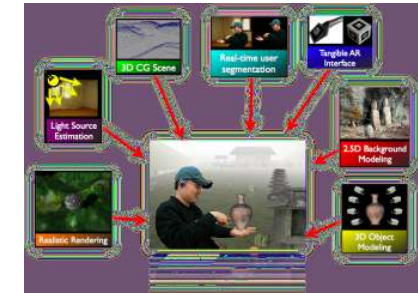 3D CG Scene
Real-time user
segmentation
Tangible AR
Interface
Light Source
Estimation
2.5D Background
Modeling
Realistic Rendering
3D Object
Modeling